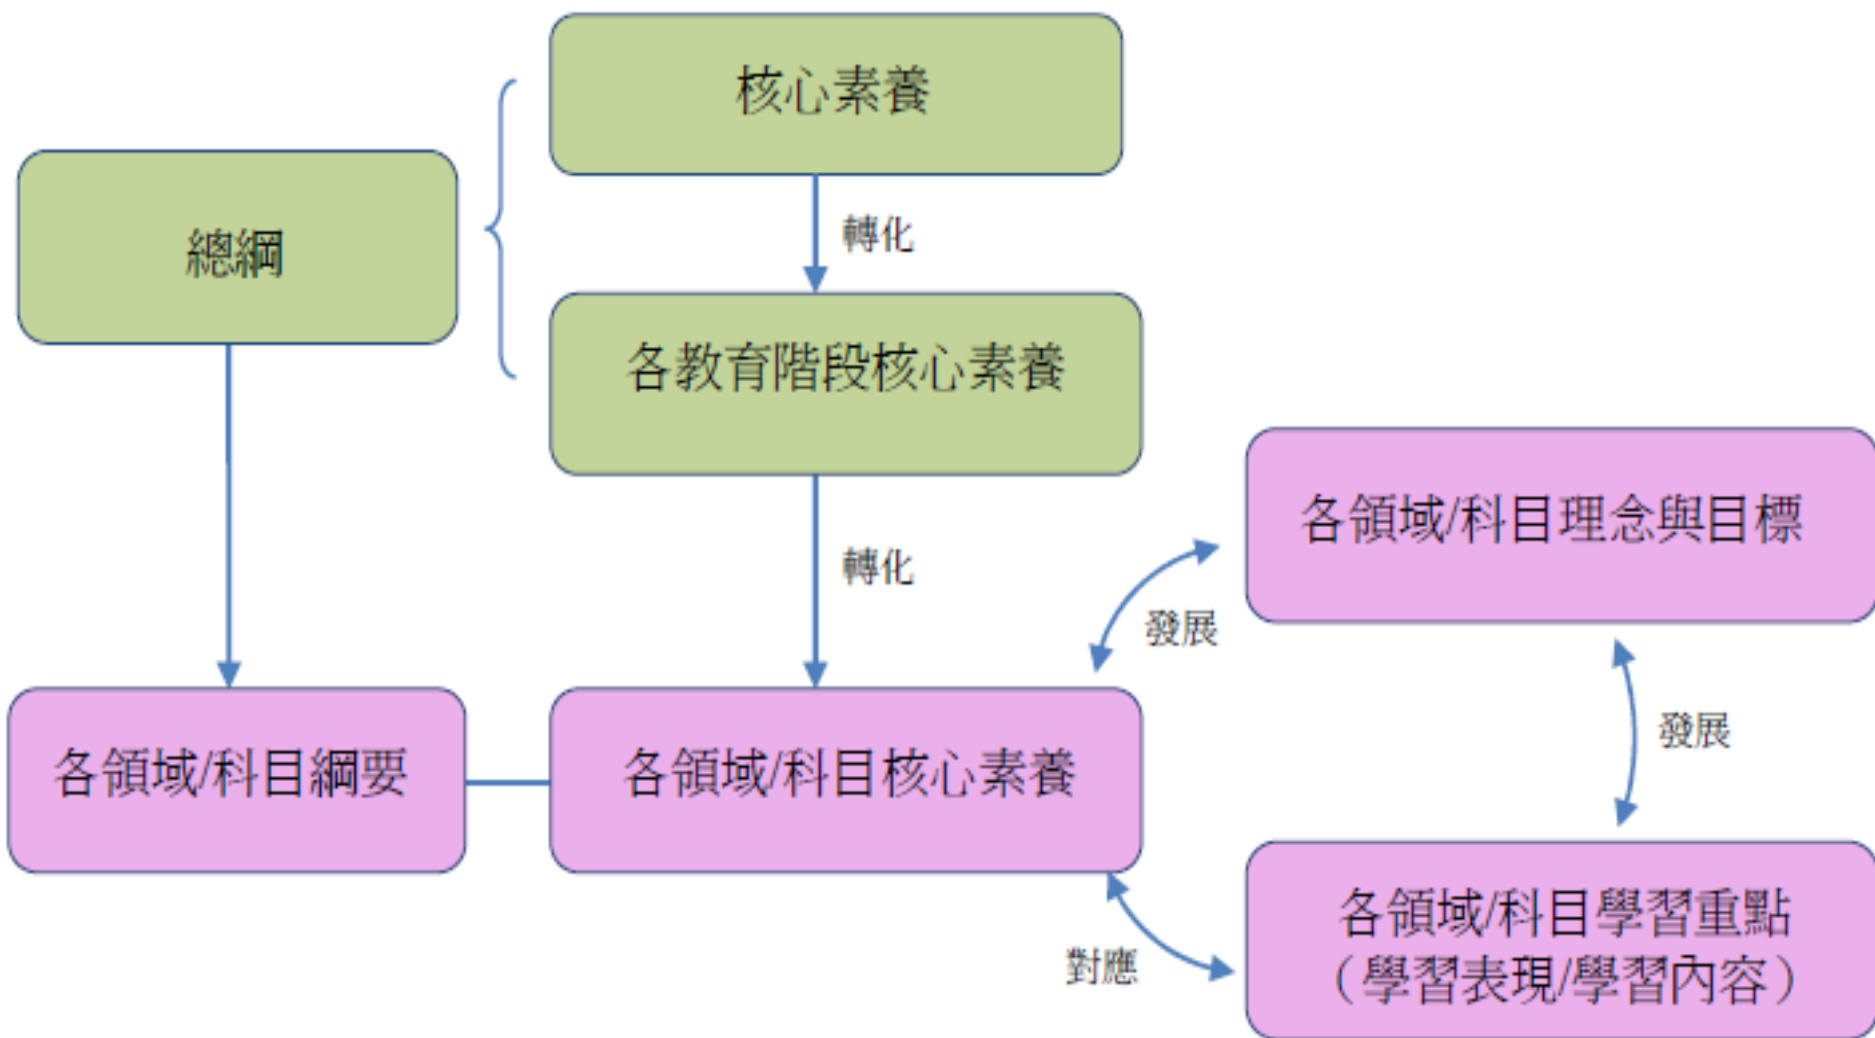 核心素養
總綱
轉化
各教育階段核心素養
轉化
各領域/科目理念與目標
發展
發展
各領域/科目綱要
各領域/科目核心素養
對應
各領域/科目學習重點
（學習表現/學習內容）